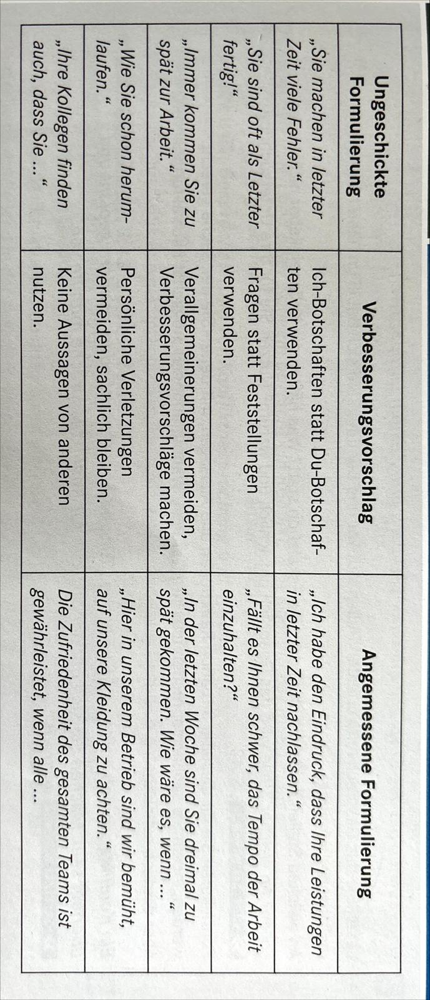 Ungeschickte
Formulierung
Verbesserungsvorschlag
Angemessene Formulierung
„Sie machen in letzter
Zeit viele Fehler.“
Ich-Botschaften statt Du-Botschaf-
ten verwenden.
„Ich habe den Eindruck, dass Ihre Leistungen
in letzter Zeit nachlassen.“
„Sie sind oft als Letzter
fertig!“
Fragen statt Feststellungen
verwenden.
„Fällt es Ihnen schwer, das Tempo der Arbeit
einzuhalten?“
„Immer kommen Sie zu
spät zur Arbeit.“
Verallgemeinerungen vermeiden,
Verbesserungsvorschläge machen.
„In der letzten Woche sind Sie dreimal zu
spät gekommen. Wie wäre es, wenn ...“
„Wie Sie schon herum-
laufen.“
Persönliche Verletzungen
vermeiden, sachlich bleiben.
„Hier in unserem Betrieb sind wir bemüht,
auf unsere Kleidung zu achten.“
„Ihre Kollegen finden
auch, dass Sie ...“
Keine Aussagen von anderen
nutzen.
Die Zufriedenheit des gesamten Teams ist
gewährleistet, wenn alle ...